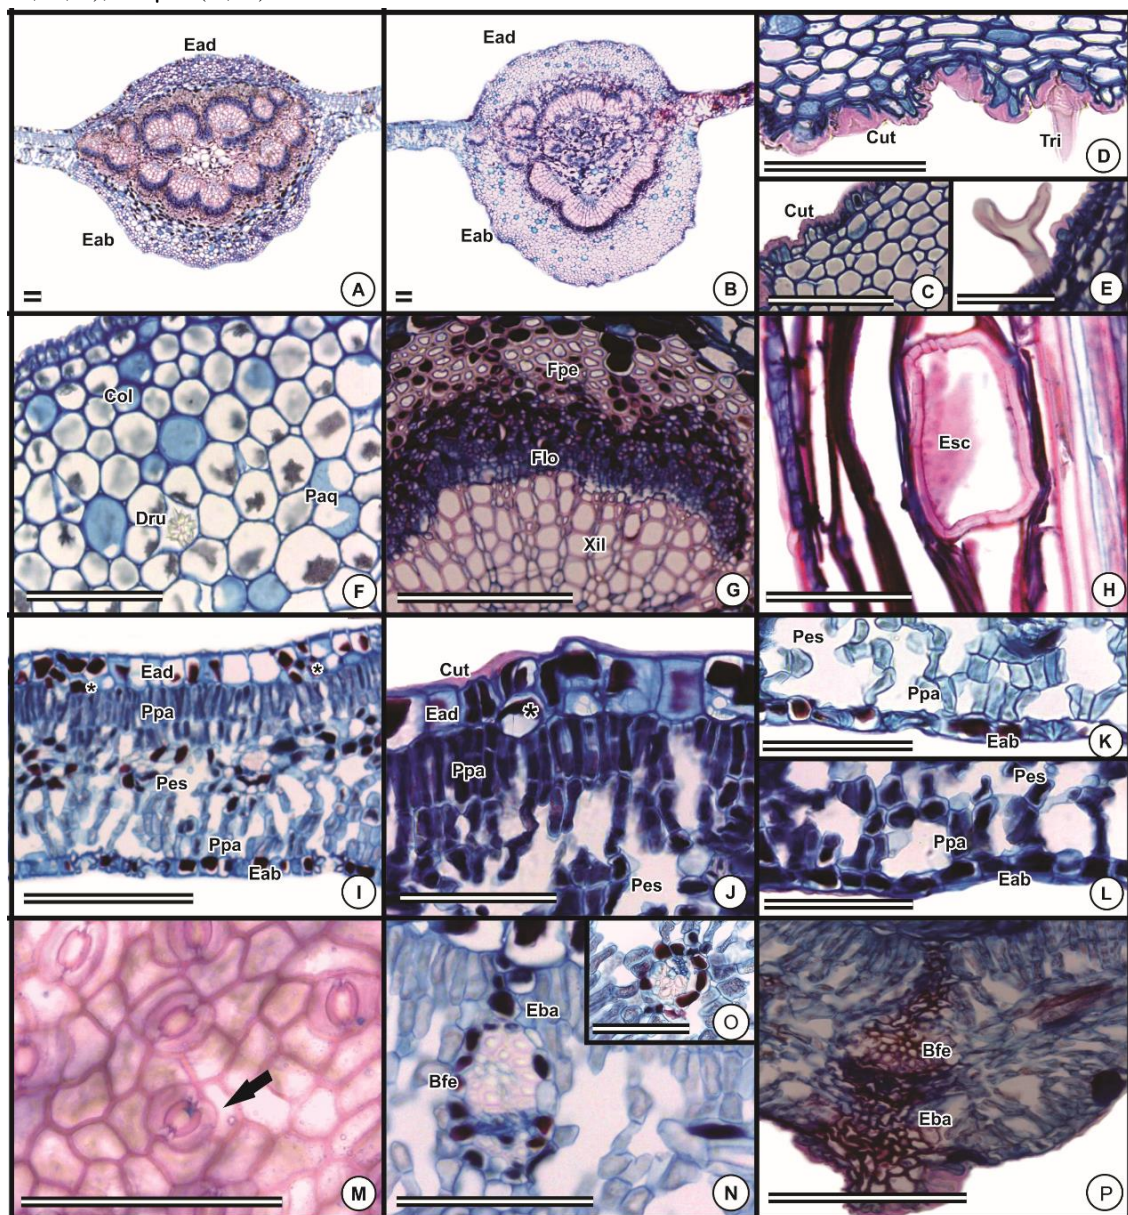 Ead
Eab
A
Ead
Eab
B
Cut
Tri
D
Cut
C
E
Col
Paq
Dru
F
Fpe
Flo
Xil
G
Esc
H
Ead
*
*
Ppa
Pes
Ppa
Eab
I
Cut
Ead
*
Ppa
Pes
J
Pes
Ppa
Eab
K
Pes
Ppa
Eab
L
M
Eba
Bfe
N
O
Bfe
Eba
P